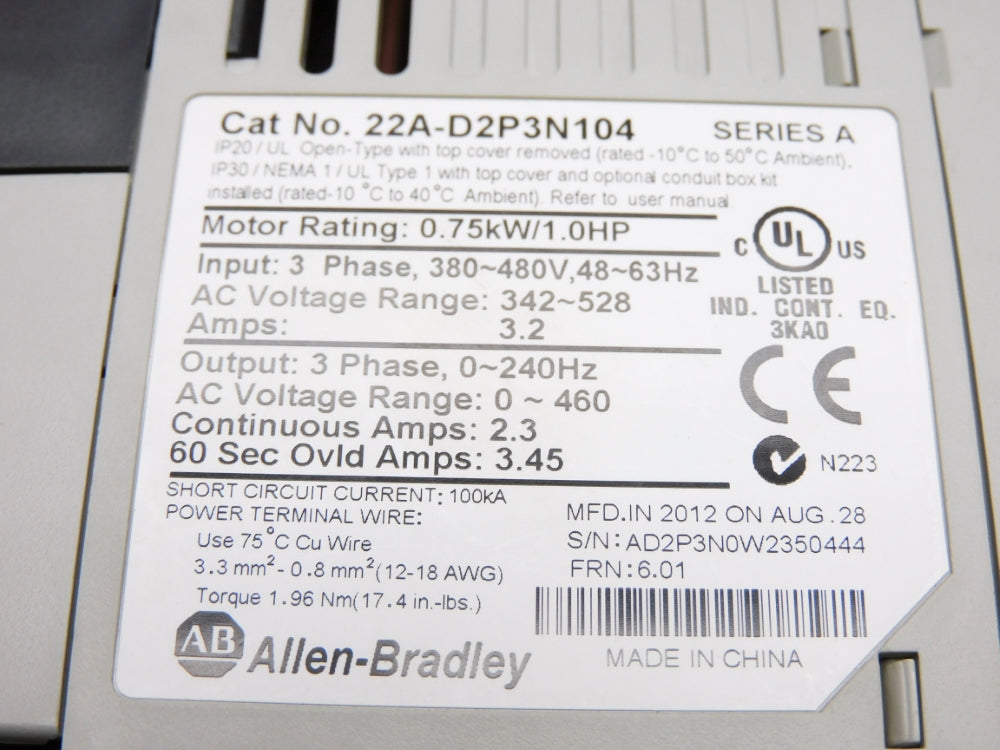 Cat No. 22A-D2P3N104 SERIES A
IP20 / UL Open-Type with top cover removed (rated -10°C to 50°C Ambient).
IP30 / NEMA 1 / UL Type 1 with top cover and optional conduit box kit
installed (rated-10 °C to 40°C Ambient). Refer to user manual
Motor Rating: 0.75kW/1.0HP
C UL US
LISTED
IND. CONT. EQ.
3KA0
Input: 3 Phase, 380~480V,48~63Hz
AC Voltage Range: 342~528
Amps: 3.2
CE
Output: 3 Phase, 0~240Hz
AC Voltage Range: 0 ~ 460
Continuous Amps: 2.3
60 Sec Ovld Amps: 3.45
N223
SHORT CIRCUIT CURRENT: 100kA
POWER TERMINAL WIRE:
Use 75°C Cu Wire
3.3 mm²- 0.8 mm²(12-18 AWG)
Torque 1.96 Nm(17.4 in.-lbs.)
MFD.IN 2012 ON AUG.28
S/N: AD2P3N0W2350444
FRN:6.01
AB Allen-Bradley
MADE IN CHINA